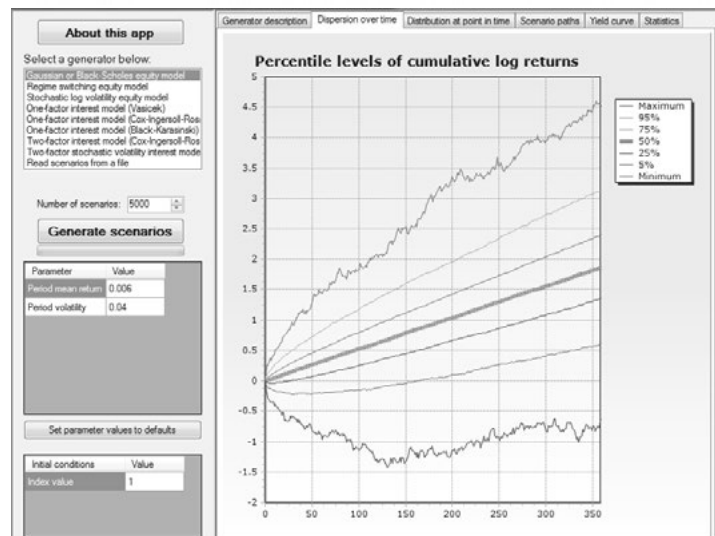 About this app
Select a generator below:
Gaussian or Black-Scholes equity model
Regime switching equity model
Stochastic log volatility equity model
One-factor interest model (Vasicek)
One-factor interest model (Cox-Ingersoll-Ros
One-factor interest model (Black-Karasinski)
Two-factor interest model (Cox-Ingersoll-Ros
Two-factor stochastic volatility interest mode
Read scenarios from a file
Number of scenarios: 5000
Generate scenarios
Parameter Value
Period mean return 0.006
Period volatility 0.04
Set parameter values to defaults
Initial conditions Value
Index value 1
Generator description Dispersion over time Distribution at point in time Scenario paths Yield curve Statistics
Percentile levels of cumulative log returns
5
4.5
4
3.5
3
2.5
2
1.5
1
0.5
0
-0.5
-1
-1.5
-2
0 50 100 150 200 250 300 350
Maximum
95%
75%
50%
25%
5%
Minimum